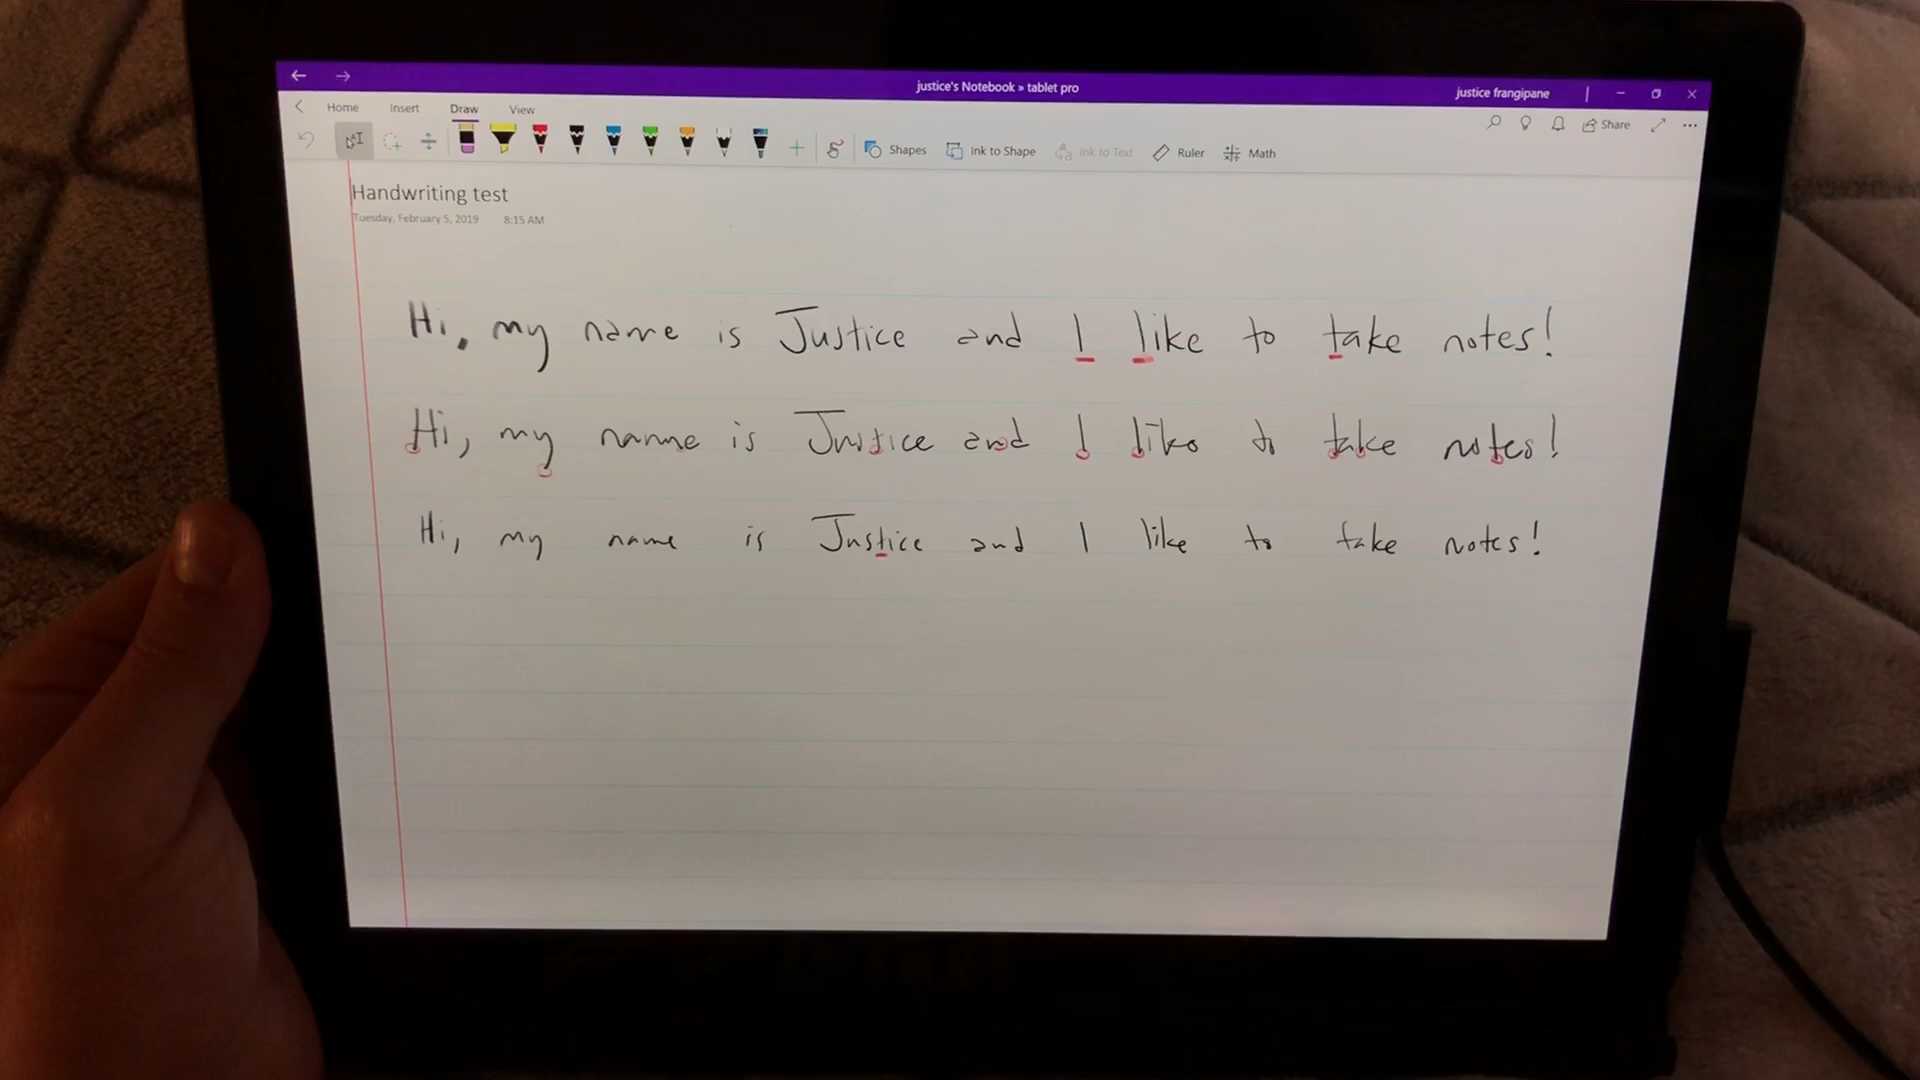 justice's Notebook » tablet pro
justice frangipane
Home Insert Draw View
Share
Shapes Ink to Shape Ink to Text Ruler Math
Handwriting test
Tuesday, February 5, 2019 8:15 AM
Hi, my name is Justice and I like to take notes!
Hi, my name is Justice and I like to take notes!
Hi, my name is Justice and I like to take notes!